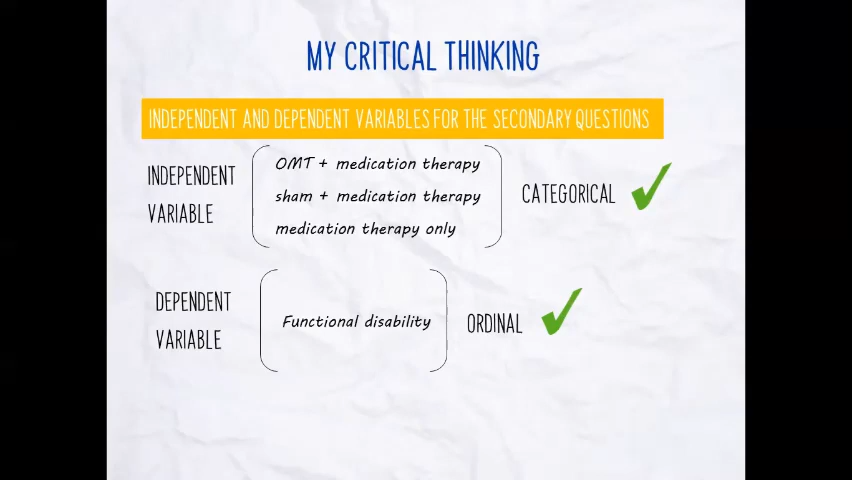 MY CRITICAL THINKING
INDEPENDENT AND DEPENDENT VARIABLES FOR THE SECONDARY QUESTIONS
INDEPENDENT
VARIABLE
OMT + medication therapy
sham + medication therapy
medication therapy only
CATEGORICAL
DEPENDENT
VARIABLE
Functional disability
ORDINAL